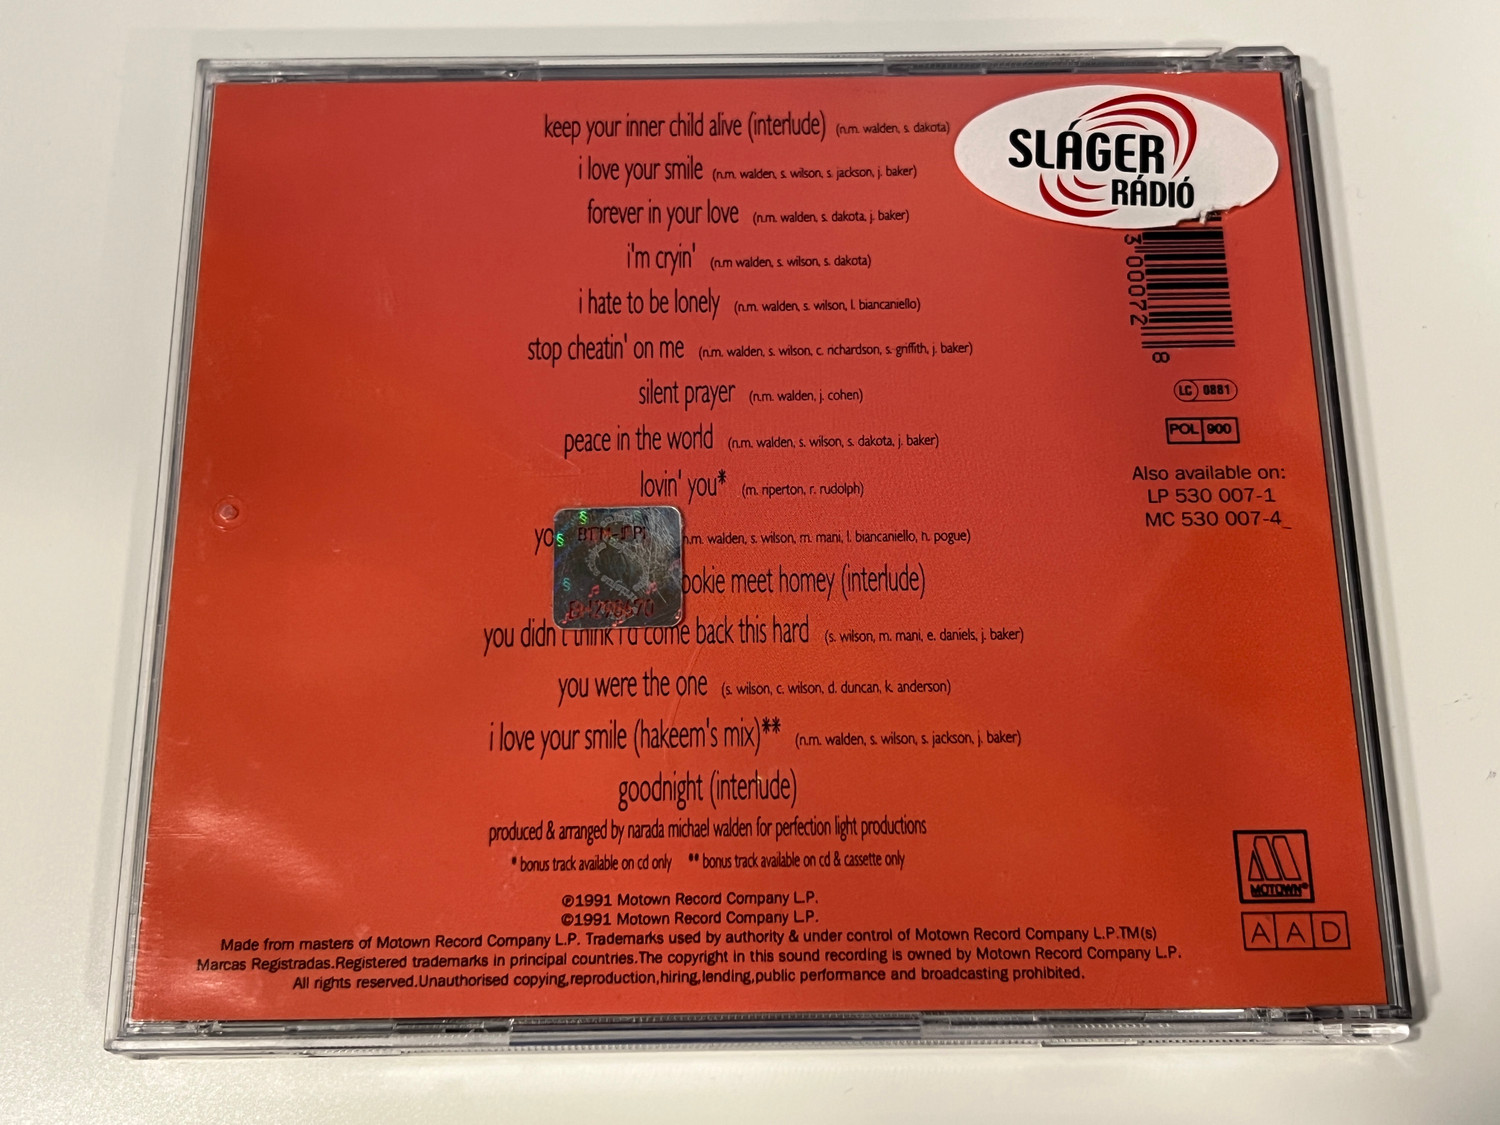 keep your inner child alive (interlude) (n.m. walden, s. dakota)
i love your smile (n.m. walden, s. wilson, s. jackson, j. baker)
forever in your love (n.m. walden, s. dakota, j. baker)
i'm cryin' (n.m walden, s. wilson, s. dakota)
i hate to be lonely (n.m. walden, s. wilson, l. biancaniello)
stop cheatin' on me (n.m. walden, s. wilson, c. richardson, s. griffith, j. baker)
silent prayer (n.m. walden, j. cohen)
peace in the world (n.m. walden, s. wilson, s. dakota, j. baker)
lovin' you* (m. riperton, r. rudolph)
n.m. walden, s. wilson, m. mani, l. biancaniello, h. pogue)
meet homey (interlude)
you didn't think i'd come back this hard (s. wilson, m. mani, e. daniels, j. baker)
you were the one (s. wilson, c. wilson, d. duncan, k. anderson)
i love your smile (hakeem's mix)** (n.m. walden, s. wilson, s. jackson, j. baker)
goodnight (interlude)
produced & arranged by narada michael walden for perfection light productions
* bonus track available on cd only ** bonus track available on cd & cassette only
℗1991 Motown Record Company L.P.
©1991 Motown Record Company L.P.
Made from masters of Motown Record Company L.P. Trademarks used by authority & under control of Motown Record Company L.P.TM(s)
Marcas Registradas.Registered trademarks in principal countries.The copyright in this sound recording is owned by Motown Record Company L.P.
All rights reserved.Unauthorised copying,reproduction,hiring,lending,public performance and broadcasting prohibited.
SLÁGER
RÁDIÓ
3 00072
8
LC 0881
POL 900
Also available on:
LP 530 007-1
MC 530 007-4
MOTOWN®
AAD